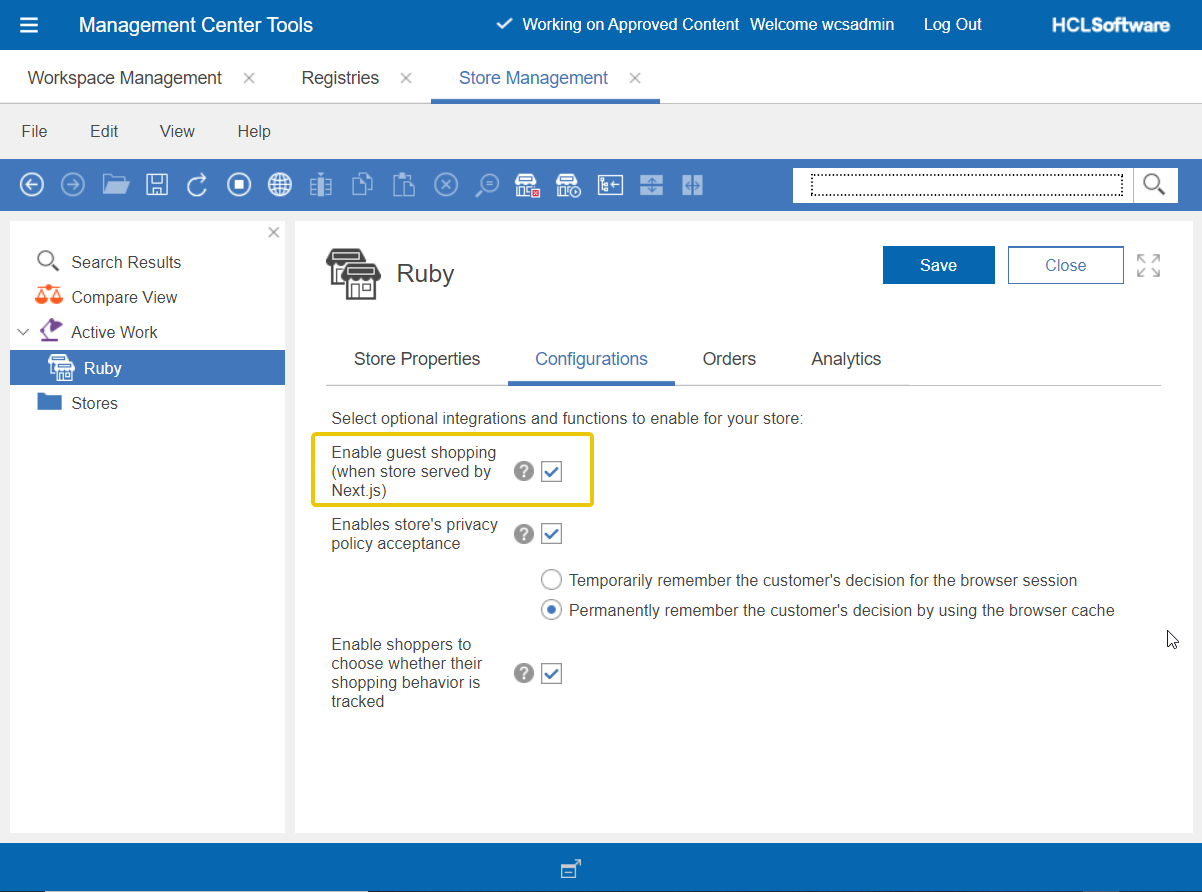 Management Center Tools
Working on Approved Content
Welcome wcsadmin
Log Out
HCLSoftware
Workspace Management
Registries
Store Management
File
Edit
View
Help
Search Results
Compare View
Active Work
Ruby
Stores
Ruby
Save
Close
Store Properties
Configurations
Orders
Analytics
Select optional integrations and functions to enable for your store:
Enable guest shopping
(when store served by
Next.js)
?
Enables store's privacy
policy acceptance
?
Temporarily remember the customer's decision for the browser session
Permanently remember the customer's decision by using the browser cache
Enable shoppers to
choose whether their
shopping behavior is
tracked
?